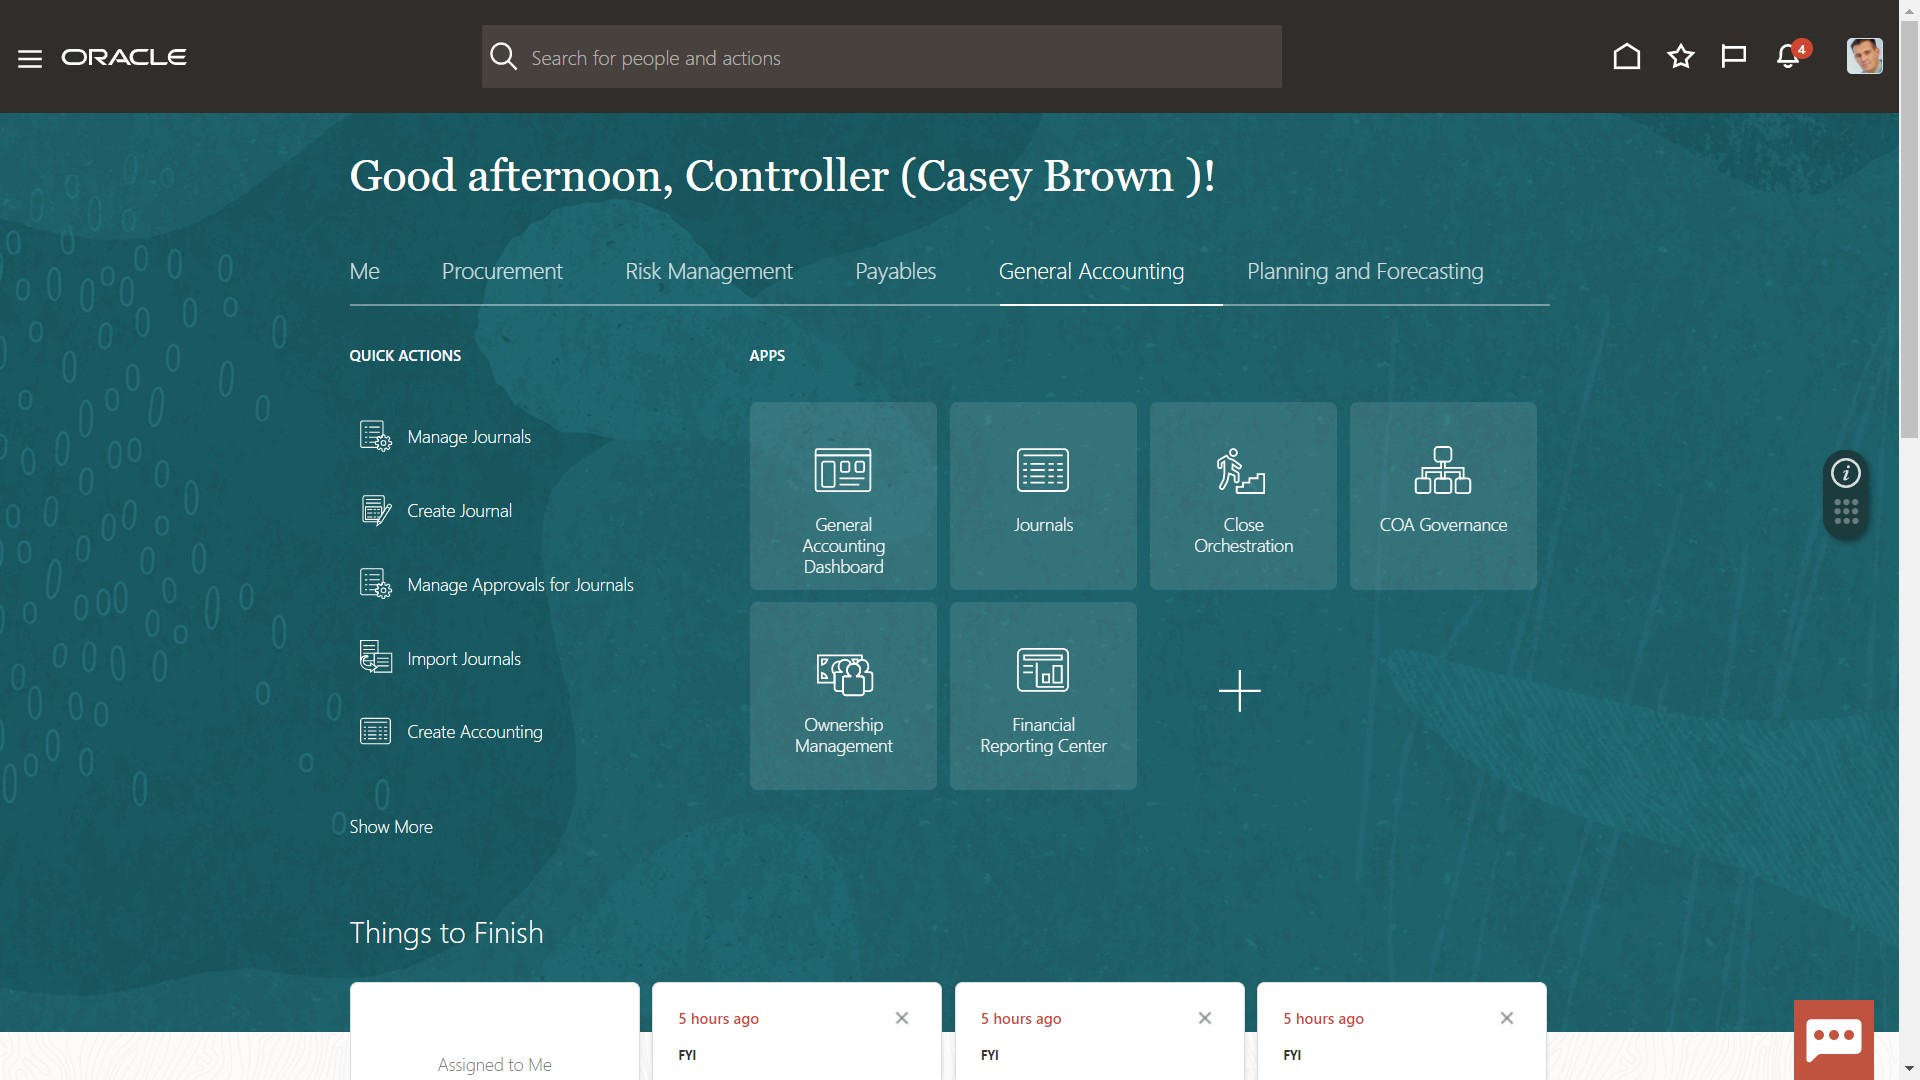 ORACLE
Search for people and actions
4
Good afternoon, Controller (Casey Brown )!
Me
Procurement
Risk Management
Payables
General Accounting
Planning and Forecasting
QUICK ACTIONS
APPS
Manage Journals
Create Journal
Manage Approvals for Journals
Import Journals
Create Accounting
Show More
General
Accounting
Dashboard
Journals
Close
Orchestration
COA Governance
Ownership
Management
Financial
Reporting Center
i
Things to Finish
Assigned to Me
5 hours ago
FYI
5 hours ago
FYI
5 hours ago
FYI